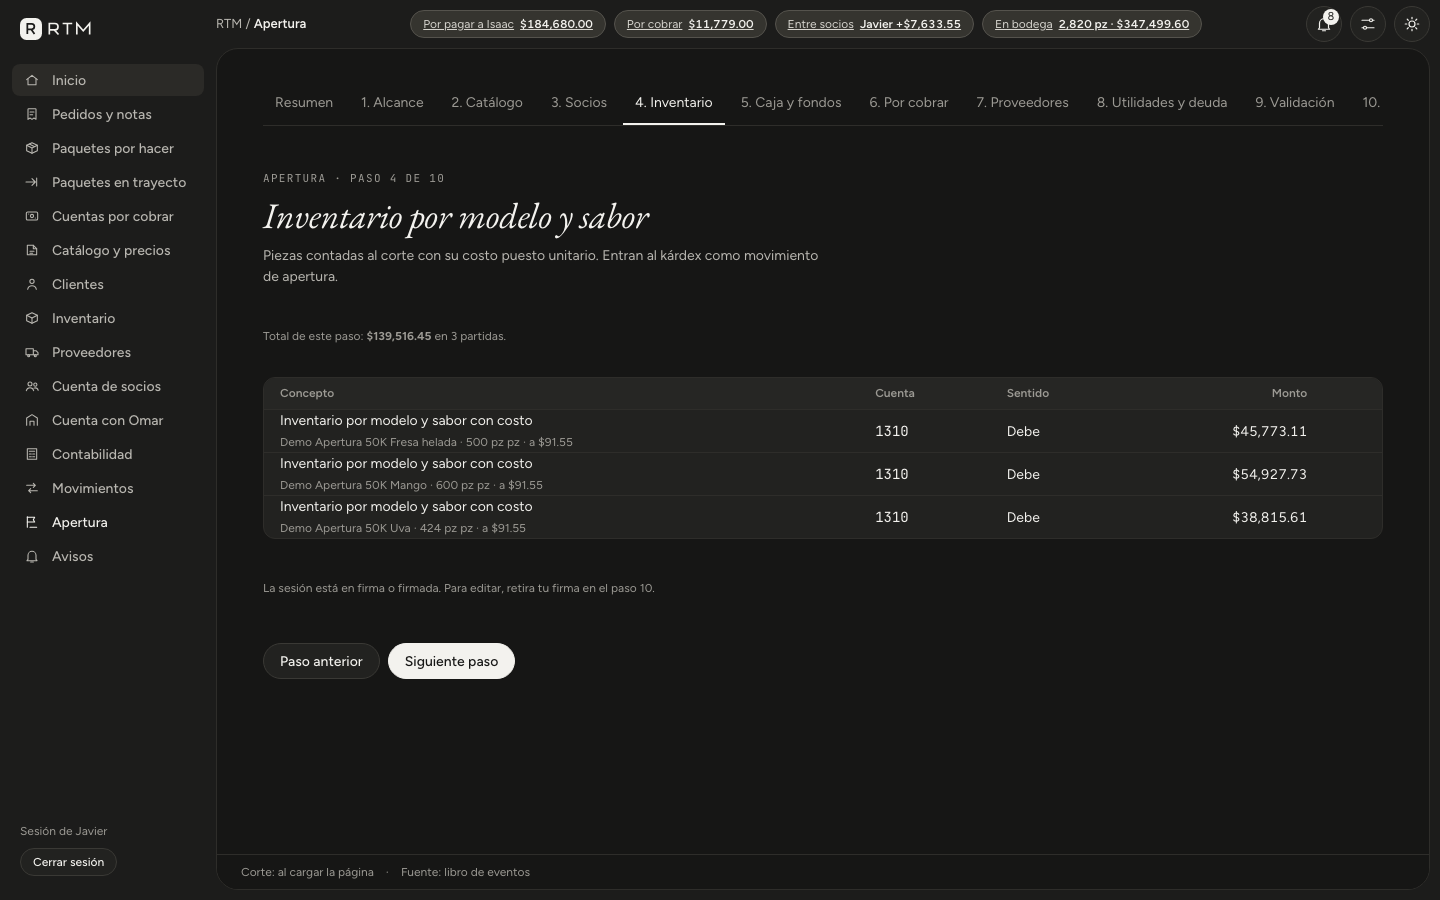 R RTM
RTM / Apertura
Por pagar a Isaac $184,680.00
Por cobrar $11,779.00
Entre socios Javier +$7,633.55
En bodega 2,820 pz · $347,499.60
8
Inicio
Pedidos y notas
Paquetes por hacer
Paquetes en trayecto
Cuentas por cobrar
Catálogo y precios
Clientes
Inventario
Proveedores
Cuenta de socios
Cuenta con Omar
Contabilidad
Movimientos
Apertura
Avisos
Sesión de Javier
Cerrar sesión
Resumen 1. Alcance 2. Catálogo 3. Socios 4. Inventario 5. Caja y fondos 6. Por cobrar 7. Proveedores 8. Utilidades y deuda 9. Validación 10.
APERTURA · PASO 4 DE 10
Inventario por modelo y sabor
Piezas contadas al corte con su costo puesto unitario. Entran al kárdex como movimiento
de apertura.
Total de este paso: $139,516.45 en 3 partidas.
Concepto Cuenta Sentido Monto
Inventario por modelo y sabor con costo
Demo Apertura 50K Fresa helada · 500 pz pz · a $91.55
1310 Debe $45,773.11
Inventario por modelo y sabor con costo
Demo Apertura 50K Mango · 600 pz pz · a $91.55
1310 Debe $54,927.73
Inventario por modelo y sabor con costo
Demo Apertura 50K Uva · 424 pz pz · a $91.55
1310 Debe $38,815.61
La sesión está en firma o firmada. Para editar, retira tu firma en el paso 10.
Paso anterior
Siguiente paso
Corte: al cargar la página · Fuente: libro de eventos